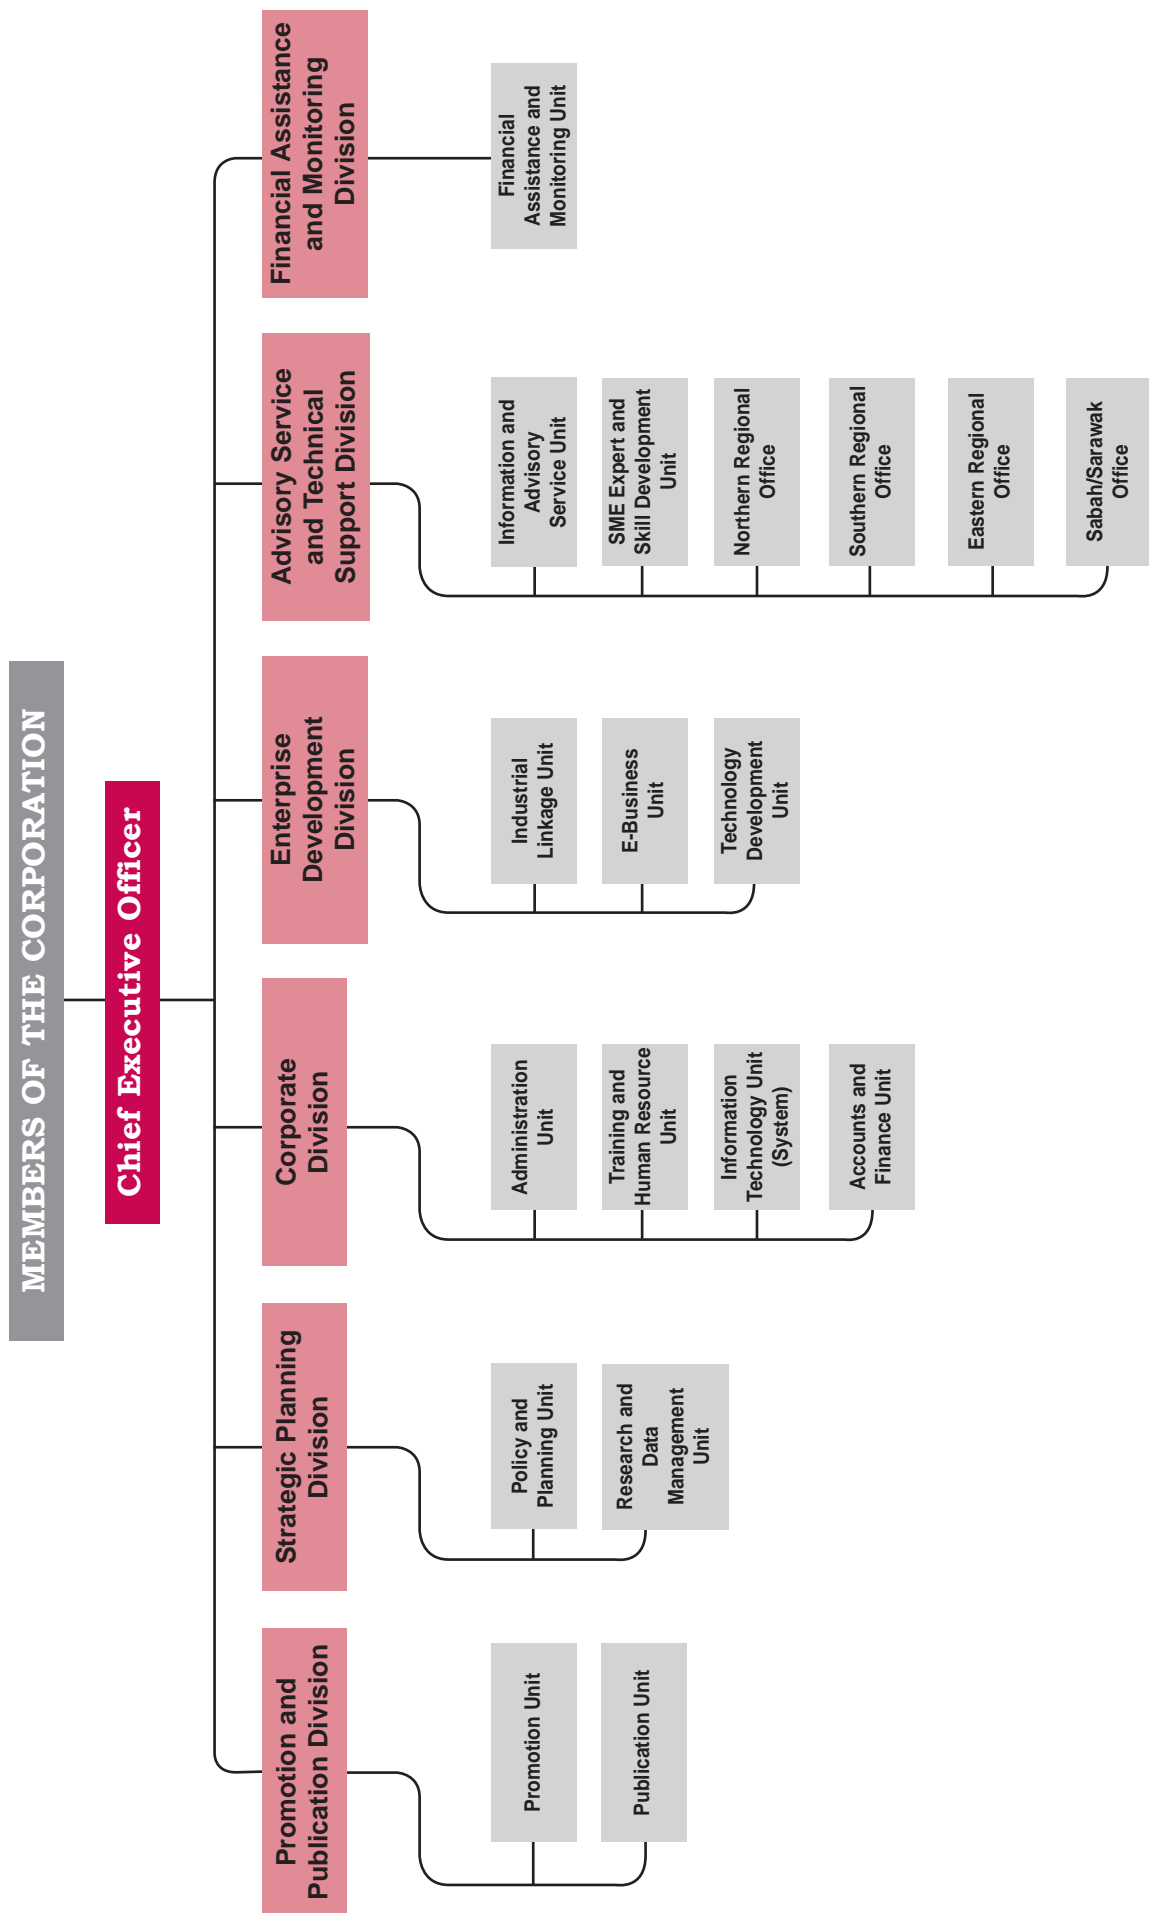 MEMBERS OF THE CORPORATION
Chief Executive Officer
Promotion and
Publication Division
Promotion Unit
Publication Unit
Strategic Planning
Division
Policy and
Planning Unit
Research and
Data
Management
Unit
Corporate
Division
Administration
Unit
Training and
Human Resource
Unit
Information
Technology Unit
(System)
Accounts and
Finance Unit
Enterprise
Development
Division
Industrial
Linkage Unit
E-Business
Unit
Technology
Development
Unit
Advisory Service
and Technical
Support Division
Information and
Advisory
Service Unit
SME Expert and
Skill Development
Unit
Northern Regional
Office
Southern Regional
Office
Eastern Regional
Office
Sabah/Sarawak
Office
Financial Assistance
and Monitoring
Division
Financial
Assistance and
Monitoring Unit